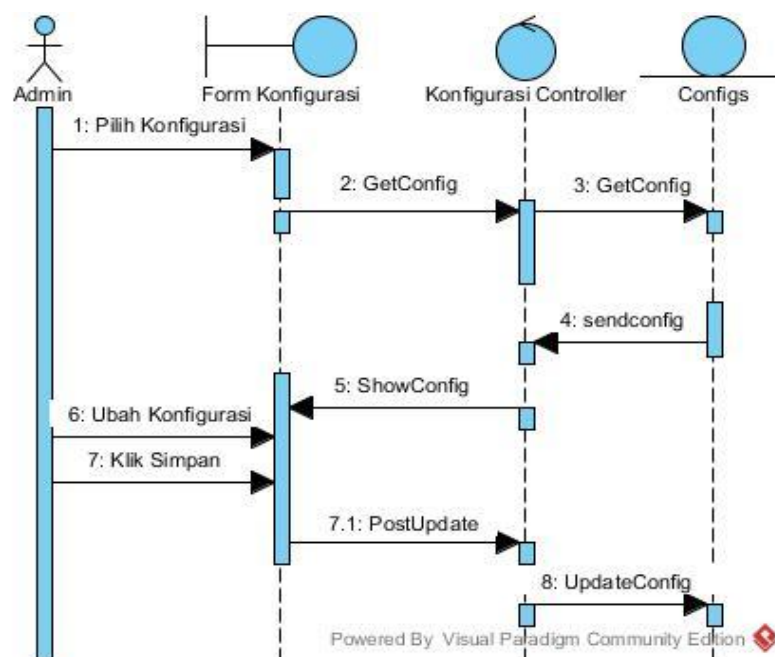 Admin
Form Konfigurasi
Konfigurasi Controller
Configs
1: Pilih Konfigurasi
2: GetConfig
3: GetConfig
4: sendconfig
5: ShowConfig
6: Ubah Konfigurasi
7: Klik Simpan
7.1: PostUpdate
8: UpdateConfig
Powered By Visual Paradigm Community Edition